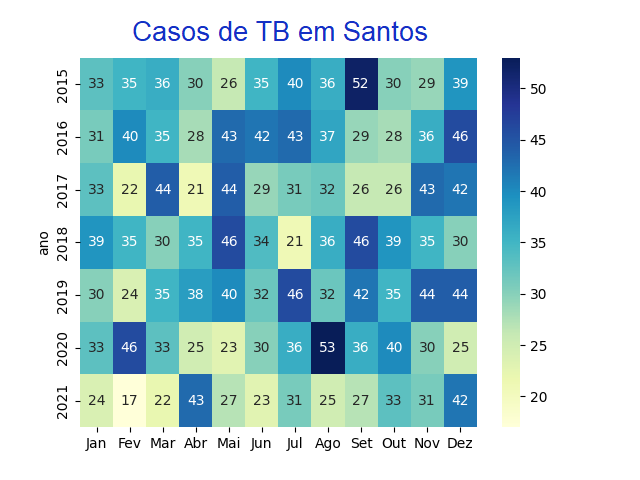 Casos de TB em Santos
2015 33 35 36 30 26 35 40 36 52 30 29 39
2016 31 40 35 28 43 42 43 37 29 28 36 46
2017 33 22 44 21 44 29 31 32 26 26 43 42
2018 39 35 30 35 46 34 21 36 46 39 35 30
2019 30 24 35 38 40 32 46 32 42 35 44 44
2020 33 46 33 25 23 30 36 53 36 40 30 25
2021 24 17 22 43 27 23 31 25 27 33 31 42
Jan Fev Mar Abr Mai Jun Jul Ago Set Out Nov Dez
ano
50
45
40
35
30
25
20